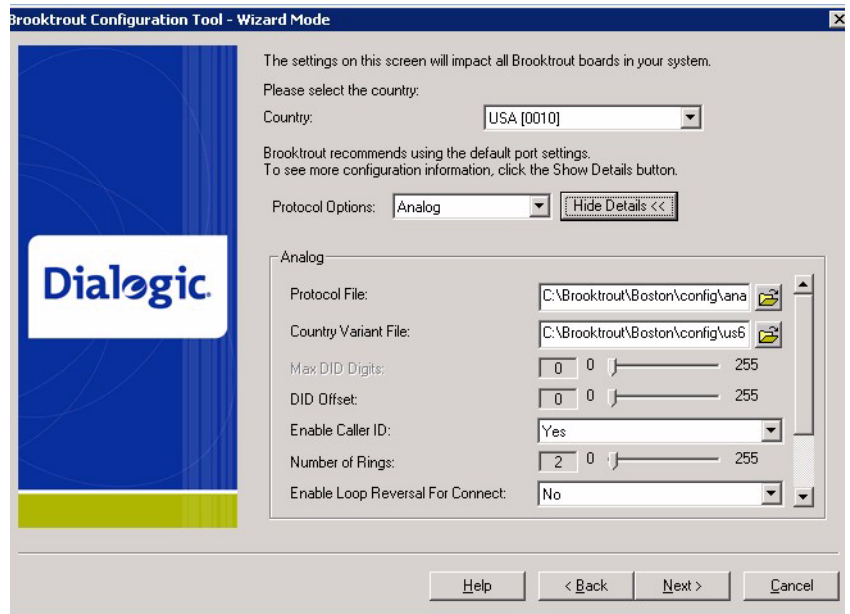 Brooktrout Configuration Tool - Wizard Mode
The settings on this screen will impact all Brooktrout boards in your system.
Please select the country:
Country: USA [0010]
Brooktrout recommends using the default port settings.
To see more configuration information, click the Show Details button.
Protocol Options: Analog Hide Details <<
Dialogic.
Analog
Protocol File: C:\Brooktrout\Boston\config\ana
Country Variant File: C:\Brooktrout\Boston\config\us6
Max DID Digits: 0 0 255
DID Offset: 0 0 255
Enable Caller ID: Yes
Number of Rings: 2 0 255
Enable Loop Reversal For Connect: No
Help < Back Next > Cancel